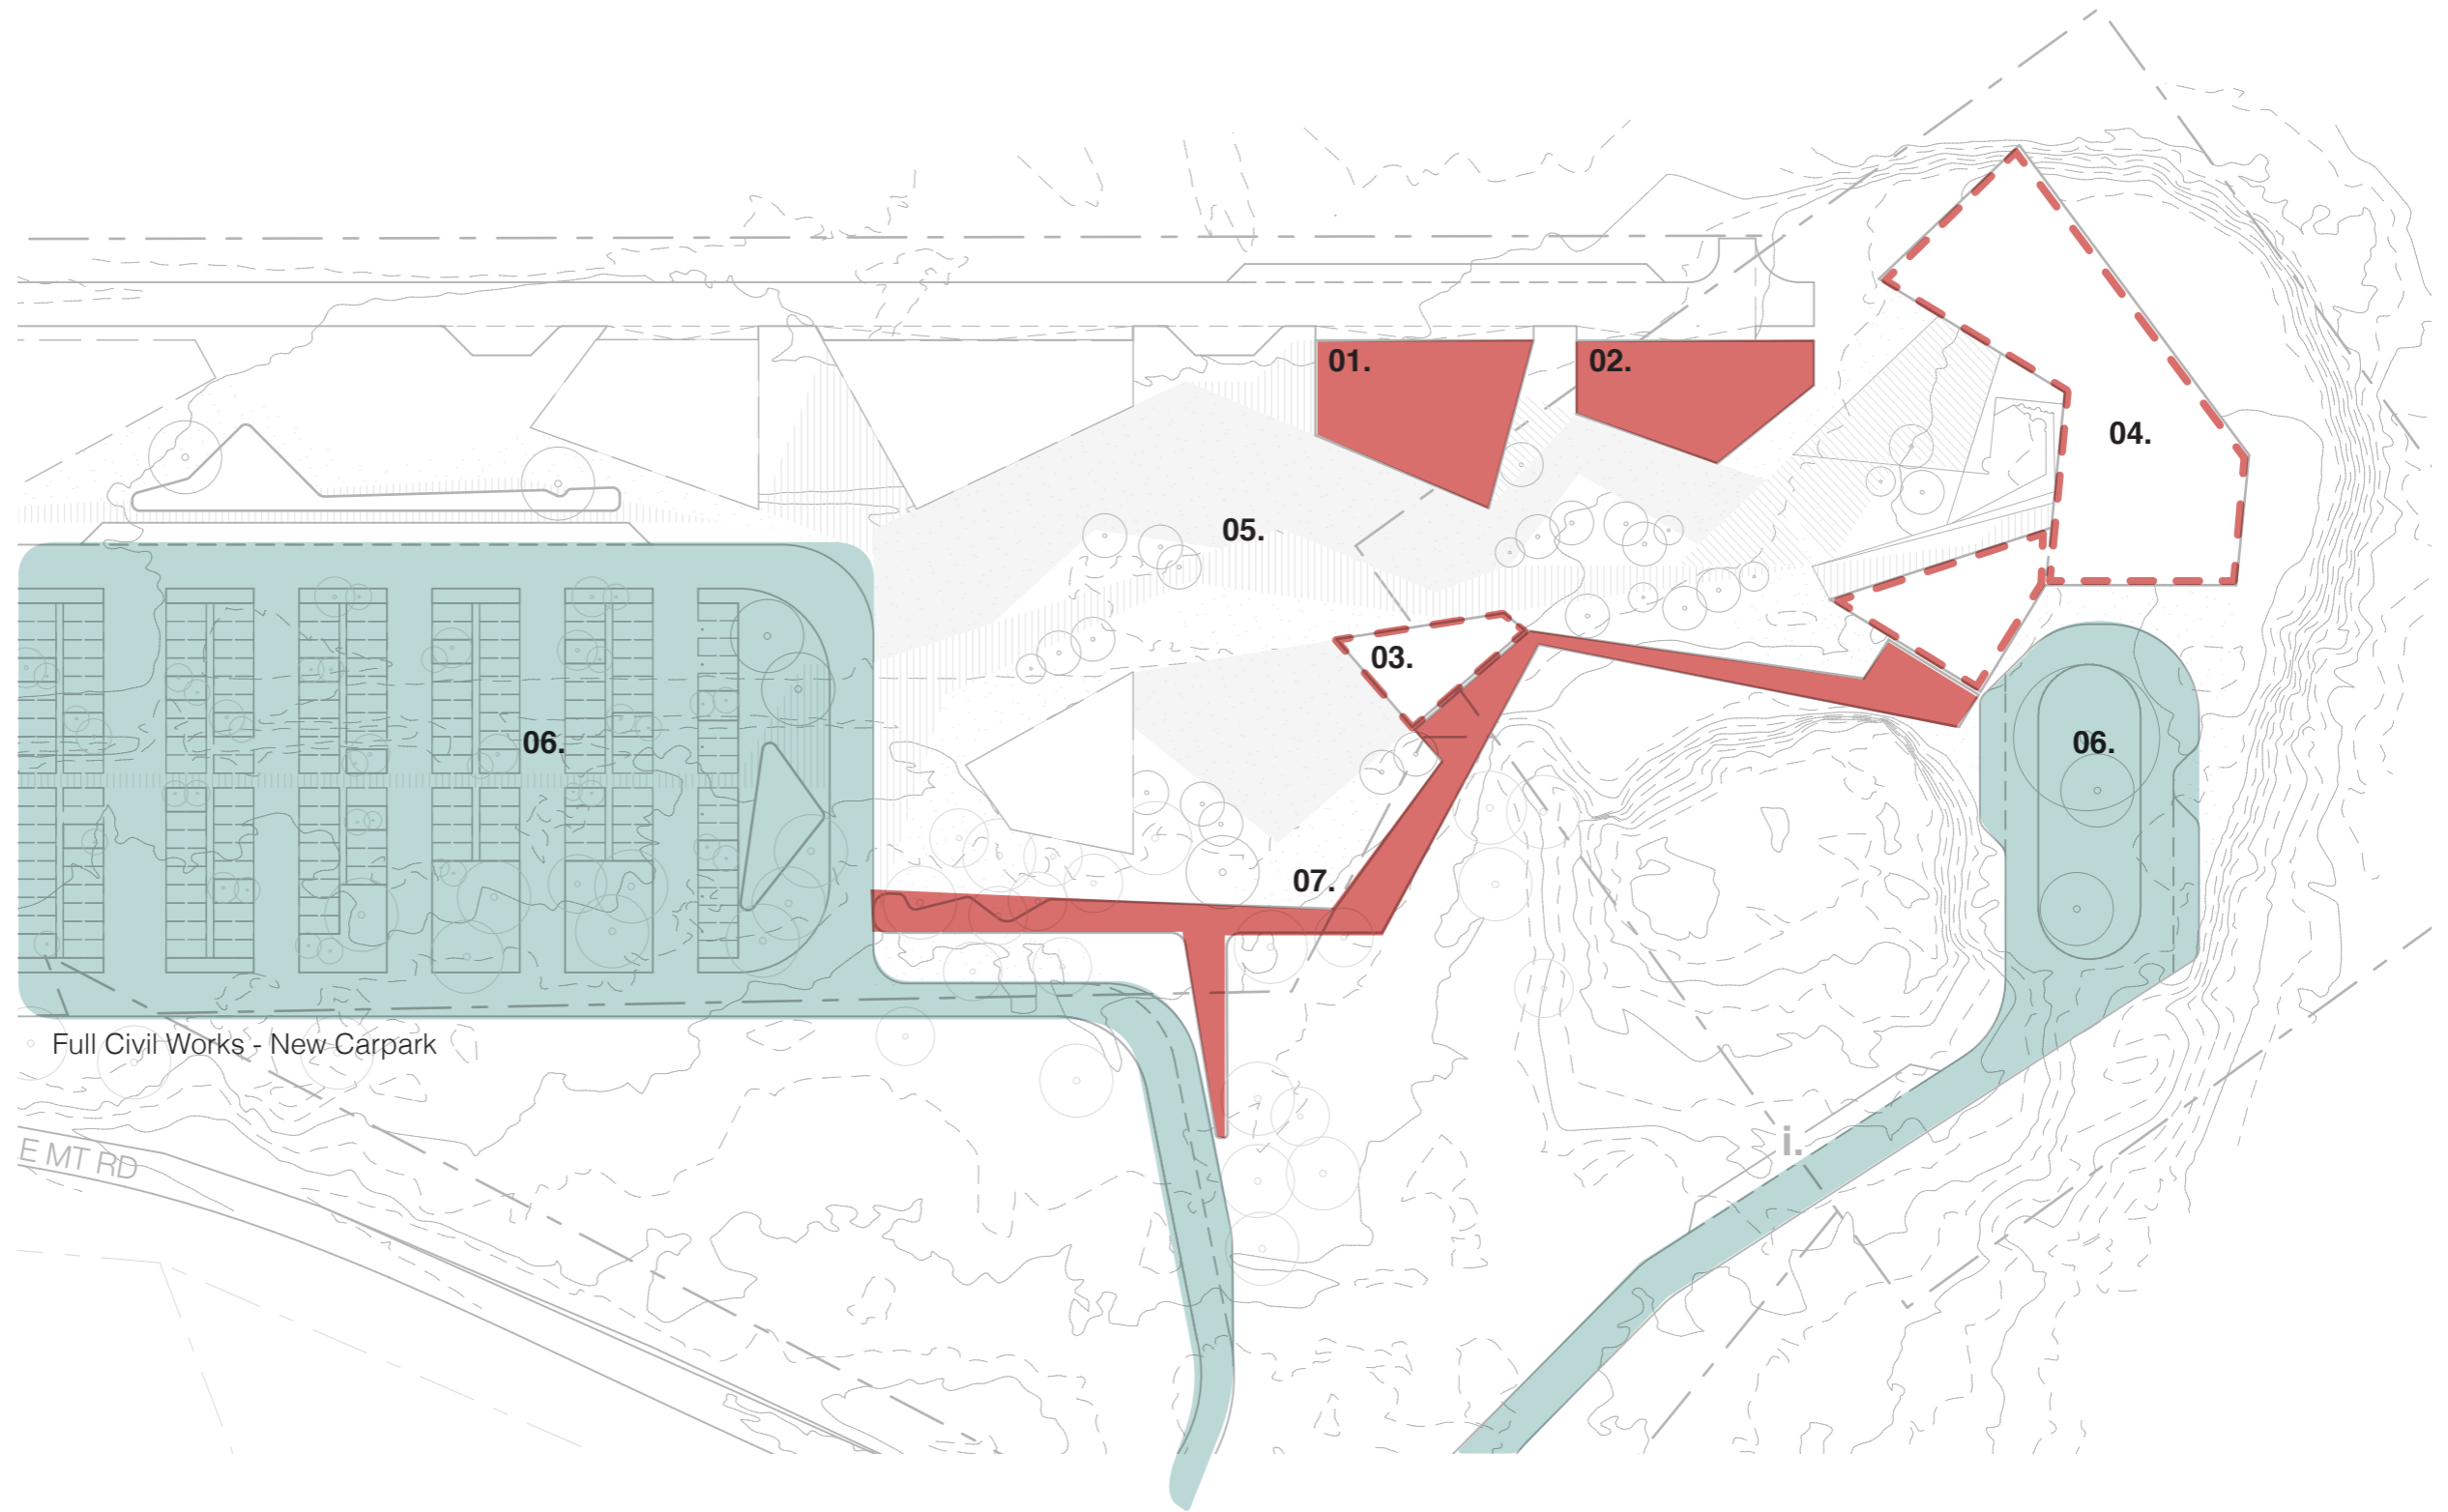 01.
02.
04.
05.
03.
06.
06.
07.
Full Civil Works - New Carpark
i.
E MT RD